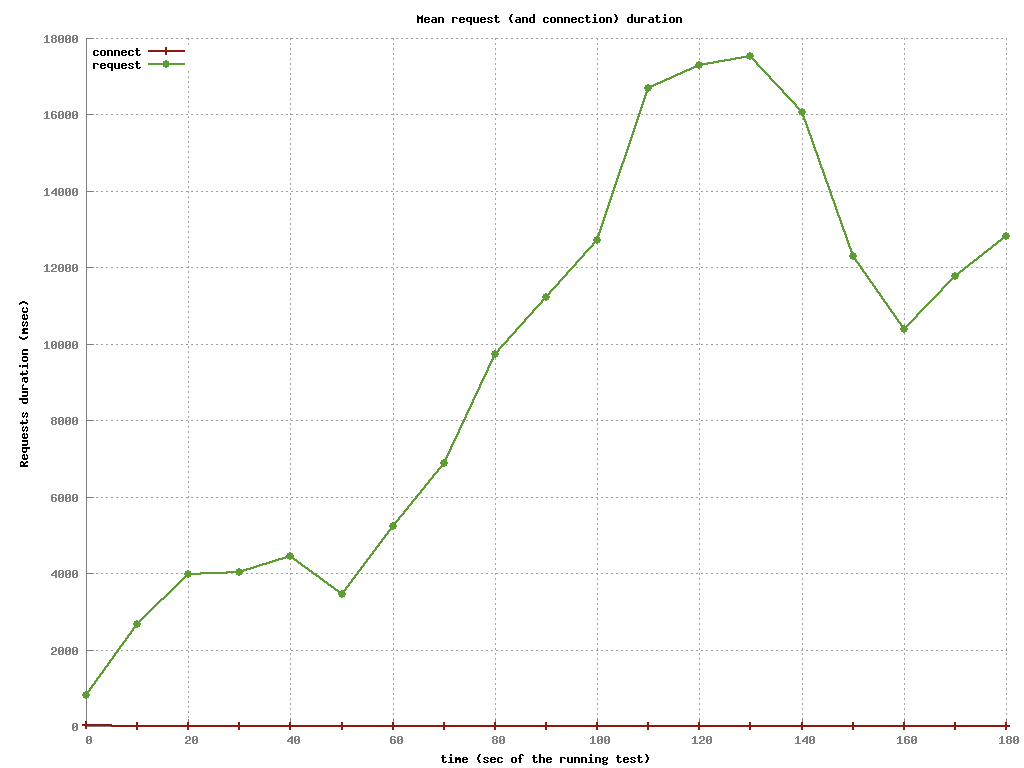 Mean request (and connection) duration
18000
connect
request
16000
14000
12000
10000
8000
6000
4000
2000
0
Requests duration (msec)
0 20 40 60 80 100 120 140 160 180
time (sec of the running test)